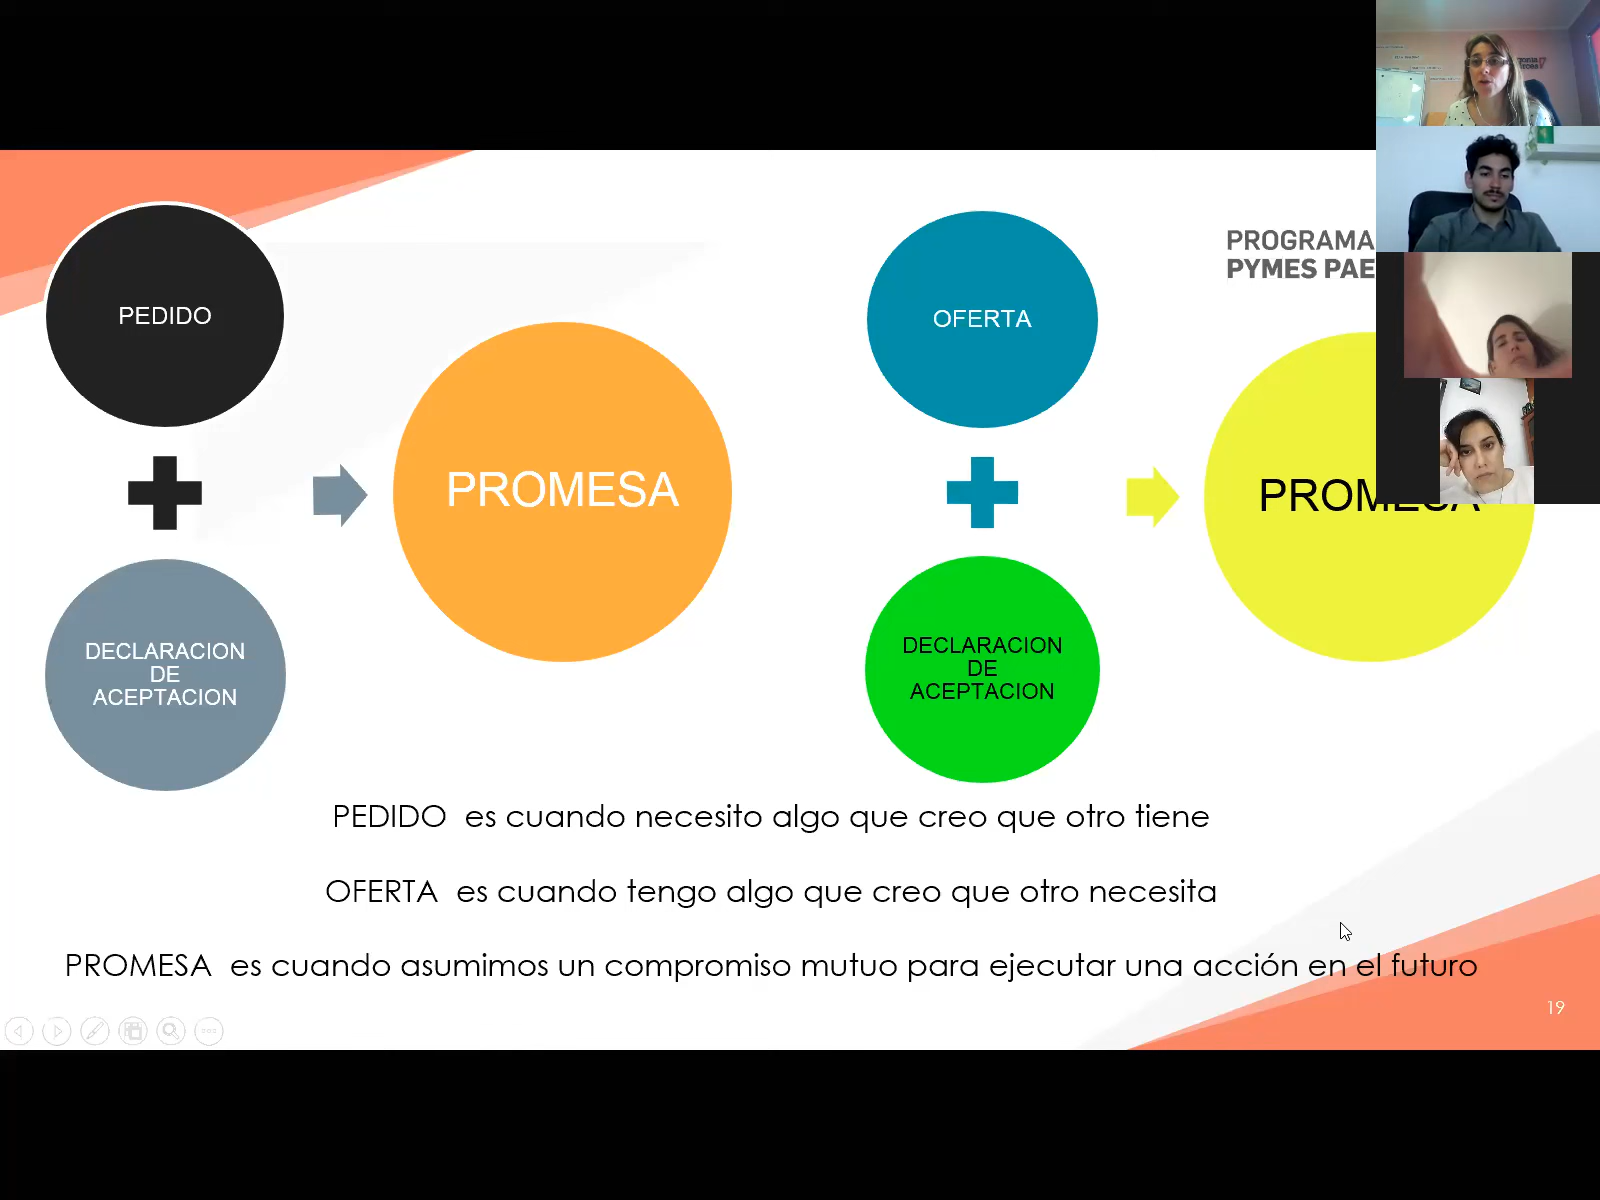 PEDIDO
DECLARACION
DE
ACEPTACION
PROMESA
OFERTA
DECLARACION
DE
ACEPTACION
PROGRAMA
PYMES PAE
PROMESA
PEDIDO es cuando necesito algo que creo que otro tiene
OFERTA es cuando tengo algo que creo que otro necesita
PROMESA es cuando asumimos un compromiso mutuo para ejecutar una acción en el futuro
19